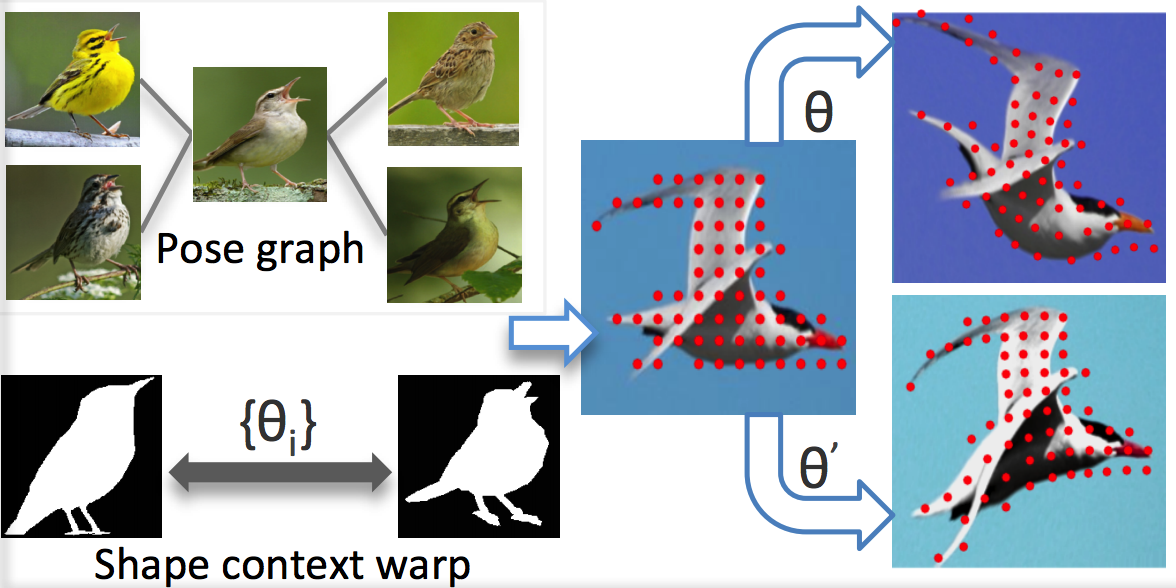 Pose graph
{θᵢ}
Shape context warp
θ
θ′